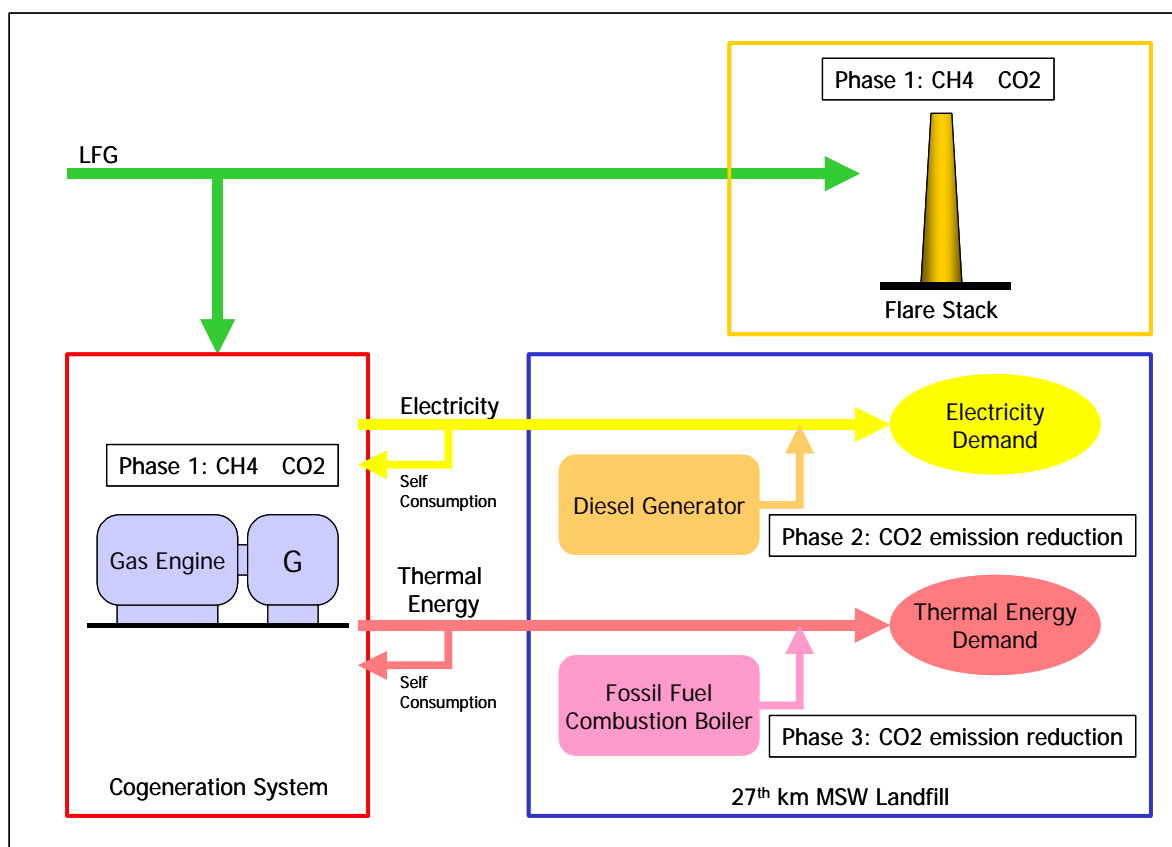 Phase 1: CH4 CO2
LFG
Flare Stack
Electricity
Self
Consumption
Phase 1: CH4 CO2
Gas Engine
G
Thermal
Energy
Self
Consumption
Cogeneration System
Electricity
Demand
Diesel Generator
Phase 2: CO2 emission reduction
Thermal Energy
Demand
Fossil Fuel
Combustion Boiler
Phase 3: CO2 emission reduction
27th km MSW Landfill